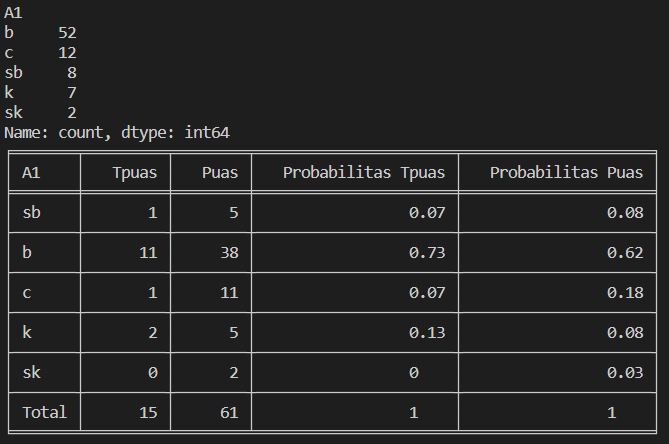 A1
b 52
c 12
sb 8
k 7
sk 2
Name: count, dtype: int64
A1 Tpuas Puas Probabilitas Tpuas Probabilitas Puas
sb 1 5 0.07 0.08
b 11 38 0.73 0.62
c 1 11 0.07 0.18
k 2 5 0.13 0.08
sk 0 2 0 0.03
Total 15 61 1 1